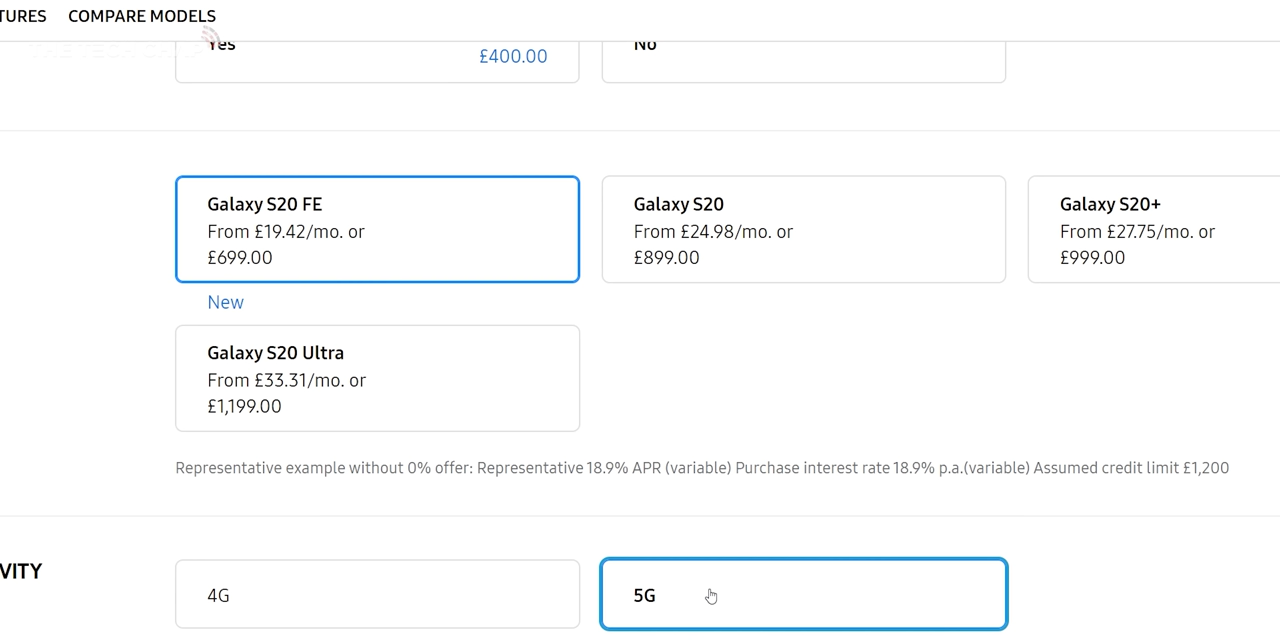 TURES COMPARE MODELS
Yes
£400.00
No
Galaxy S20 FE
From £19.42/mo. or
£699.00
Galaxy S20
From £24.98/mo. or
£899.00
Galaxy S20+
From £27.75/mo. or
£999.00
New
Galaxy S20 Ultra
From £33.31/mo. or
£1,199.00
Representative example without 0% offer: Representative 18.9% APR (variable) Purchase interest rate 18.9% p.a.(variable) Assumed credit limit £1,200
VITY
4G
5G